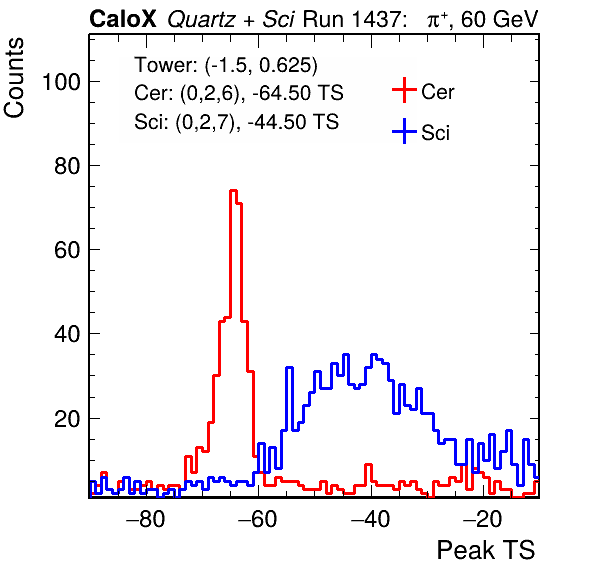 CaloX Quartz + Sci Run 1437: π⁺, 60 GeV
Counts
Tower: (-1.5, 0.625)
Cer: (0,2,6), -64.50 TS
Sci: (0,2,7), -44.50 TS
Cer
Sci
100
80
60
40
20
−80 −60 −40 −20
Peak TS